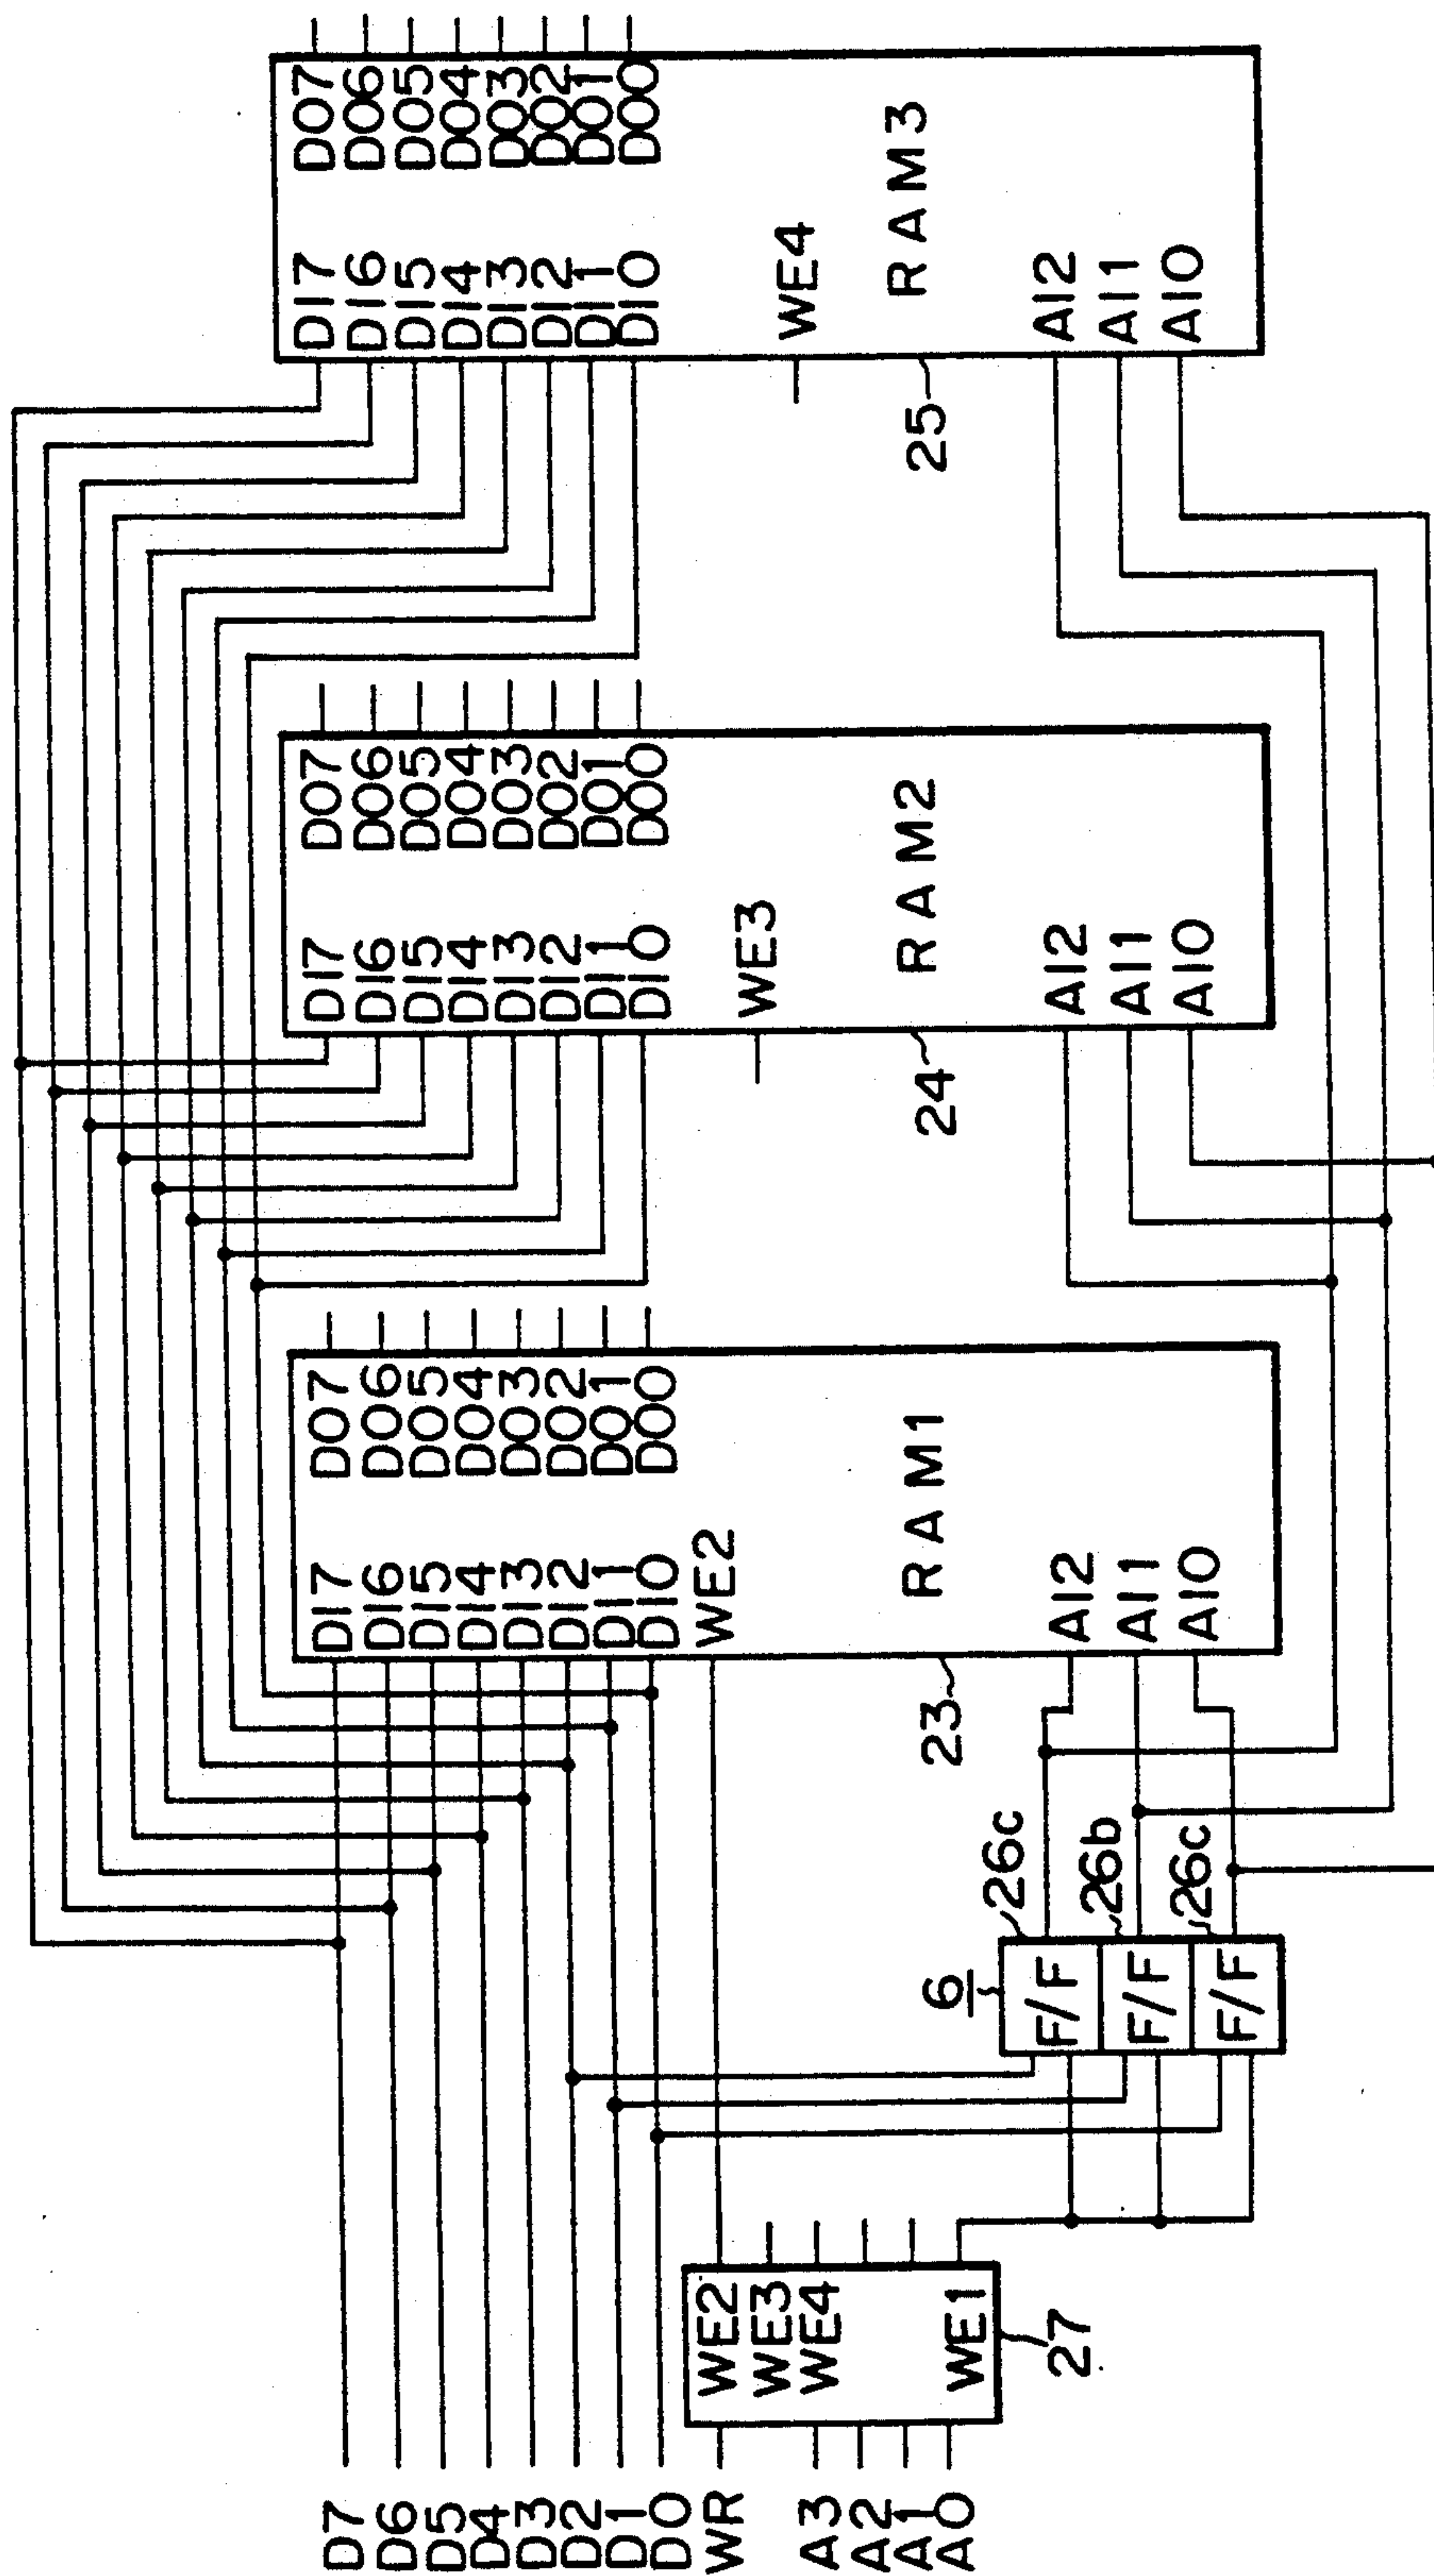 D7
D6
D5
D4
D3
D2
D1
D0
WR
A3
A2
A1
A0
WE2
WE3
WE4
WE1
27
6
F/F
F/F
F/F
26c
26b
26c
23
DI7
DI6
DI5
DI4
DI3
DI2
DI1
DI0
WE2
AI2
AI1
AI0
RAM1
DO7
DO6
DO5
DO4
DO3
DO2
DO1
DO0
24
DI7
DI6
DI5
DI4
DI3
DI2
DI1
DI0
WE3
AI2
AI1
AI0
RAM2
DO7
DO6
DO5
DO4
DO3
DO2
DO1
DO0
25
DI7
DI6
DI5
DI4
DI3
DI2
DI1
DI0
WE4
AI2
AI1
AI0
RAM3
DO7
DO6
DO5
DO4
DO3
DO2
DO1
DO0